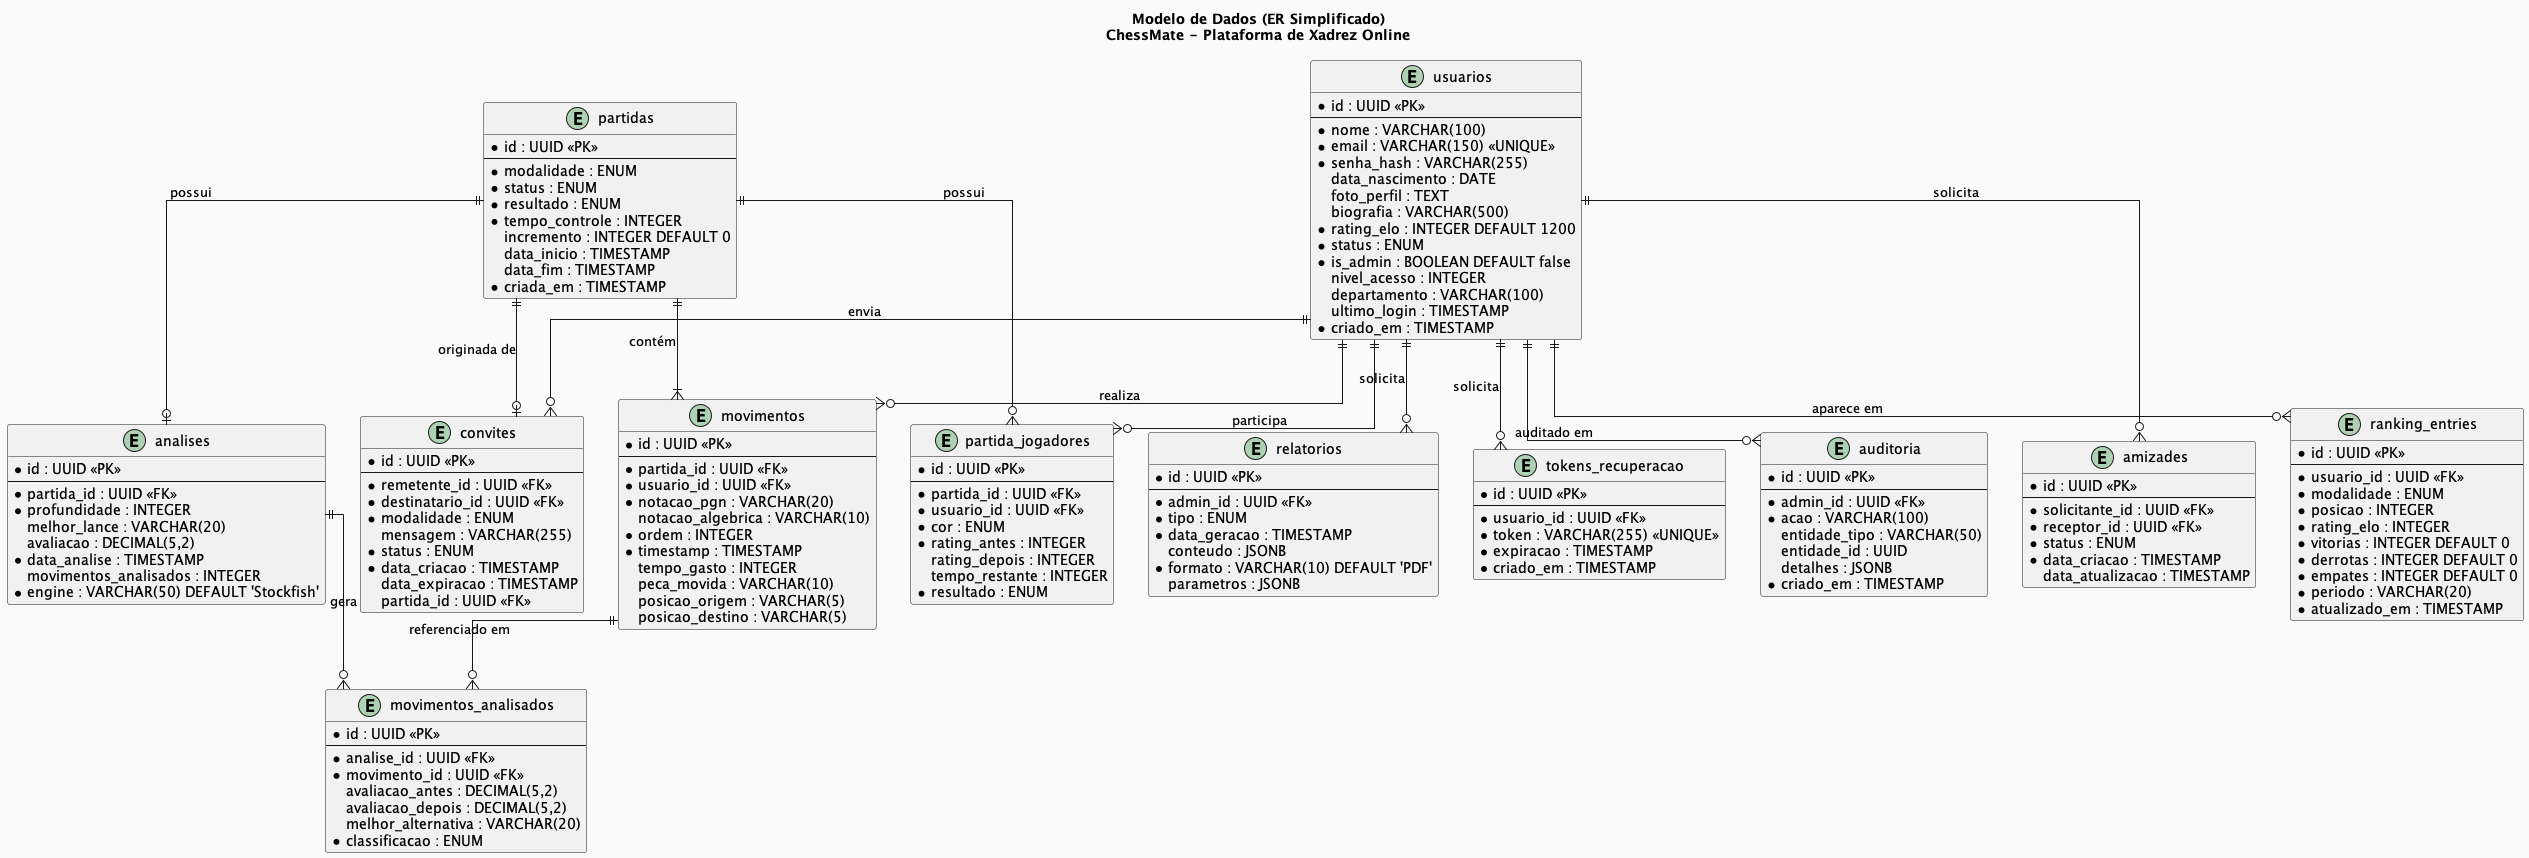 Modelo de Dados (ER Simplificado)
ChessMate - Plataforma de Xadrez Online
E usuarios
id : UUID «PK»
nome : VARCHAR(100)
email : VARCHAR(150) «UNIQUE»
senha_hash : VARCHAR(255)
data_nascimento : DATE
foto_perfil : TEXT
biografia : VARCHAR(500)
rating_elo : INTEGER DEFAULT 1200
status : ENUM
is_admin : BOOLEAN DEFAULT false
nivel_acesso : INTEGER
departamento : VARCHAR(100)
ultimo_login : TIMESTAMP
criado_em : TIMESTAMP
E partidas
id : UUID «PK»
modalidade : ENUM
status : ENUM
resultado : ENUM
tempo_controle : INTEGER
incremento : INTEGER DEFAULT 0
data_inicio : TIMESTAMP
data_fim : TIMESTAMP
criada_em : TIMESTAMP
possui
possui
solicita
envia
originada de
contém
solicita
solicita
realiza
participa
auditado em
aparece em
E analises
id : UUID «PK»
partida_id : UUID «FK»
profundidade : INTEGER
melhor_lance : VARCHAR(20)
avaliacao : DECIMAL(5,2)
data_analise : TIMESTAMP
movimentos_analisados : INTEGER
engine : VARCHAR(50) DEFAULT 'Stockfish'
E convites
id : UUID «PK»
remetente_id : UUID «FK»
destinatario_id : UUID «FK»
modalidade : ENUM
mensagem : VARCHAR(255)
status : ENUM
data_criacao : TIMESTAMP
data_expiracao : TIMESTAMP
partida_id : UUID «FK»
E movimentos
id : UUID «PK»
partida_id : UUID «FK»
usuario_id : UUID «FK»
notacao_pgn : VARCHAR(20)
notacao_algebrica : VARCHAR(10)
ordem : INTEGER
timestamp : TIMESTAMP
tempo_gasto : INTEGER
peca_movida : VARCHAR(10)
posicao_origem : VARCHAR(5)
posicao_destino : VARCHAR(5)
E partida_jogadores
id : UUID «PK»
partida_id : UUID «FK»
usuario_id : UUID «FK»
cor : ENUM
rating_antes : INTEGER
rating_depois : INTEGER
tempo_restante : INTEGER
resultado : ENUM
E relatorios
id : UUID «PK»
admin_id : UUID «FK»
tipo : ENUM
data_geracao : TIMESTAMP
conteudo : JSONB
formato : VARCHAR(10) DEFAULT 'PDF'
parametros : JSONB
E tokens_recuperacao
id : UUID «PK»
usuario_id : UUID «FK»
token : VARCHAR(255) «UNIQUE»
expiracao : TIMESTAMP
criado_em : TIMESTAMP
E auditoria
id : UUID «PK»
admin_id : UUID «FK»
acao : VARCHAR(100)
entidade_tipo : VARCHAR(50)
entidade_id : UUID
detalhes : JSONB
criado_em : TIMESTAMP
E amizades
id : UUID «PK»
solicitante_id : UUID «FK»
receptor_id : UUID «FK»
status : ENUM
data_criacao : TIMESTAMP
data_atualizacao : TIMESTAMP
E ranking_entries
id : UUID «PK»
usuario_id : UUID «FK»
modalidade : ENUM
posicao : INTEGER
rating_elo : INTEGER
vitorias : INTEGER DEFAULT 0
derrotas : INTEGER DEFAULT 0
empates : INTEGER DEFAULT 0
periodo : VARCHAR(20)
atualizado_em : TIMESTAMP
gera
referenciado em
E movimentos_analisados
id : UUID «PK»
analise_id : UUID «FK»
movimento_id : UUID «FK»
avaliacao_antes : DECIMAL(5,2)
avaliacao_depois : DECIMAL(5,2)
melhor_alternativa : VARCHAR(20)
classificacao : ENUM